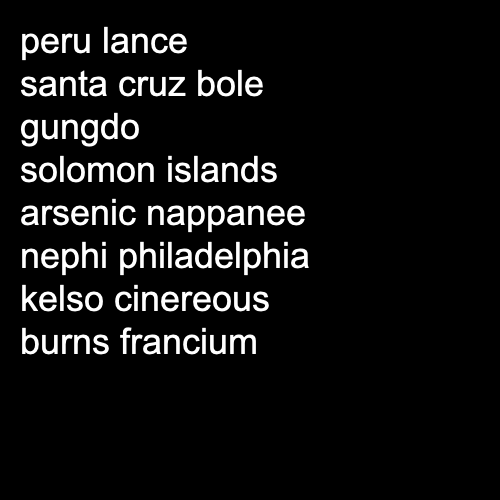 peru lance
santa cruz bole
gungdo
solomon islands
arsenic nappanee
nephi philadelphia
kelso cinereous
burns francium